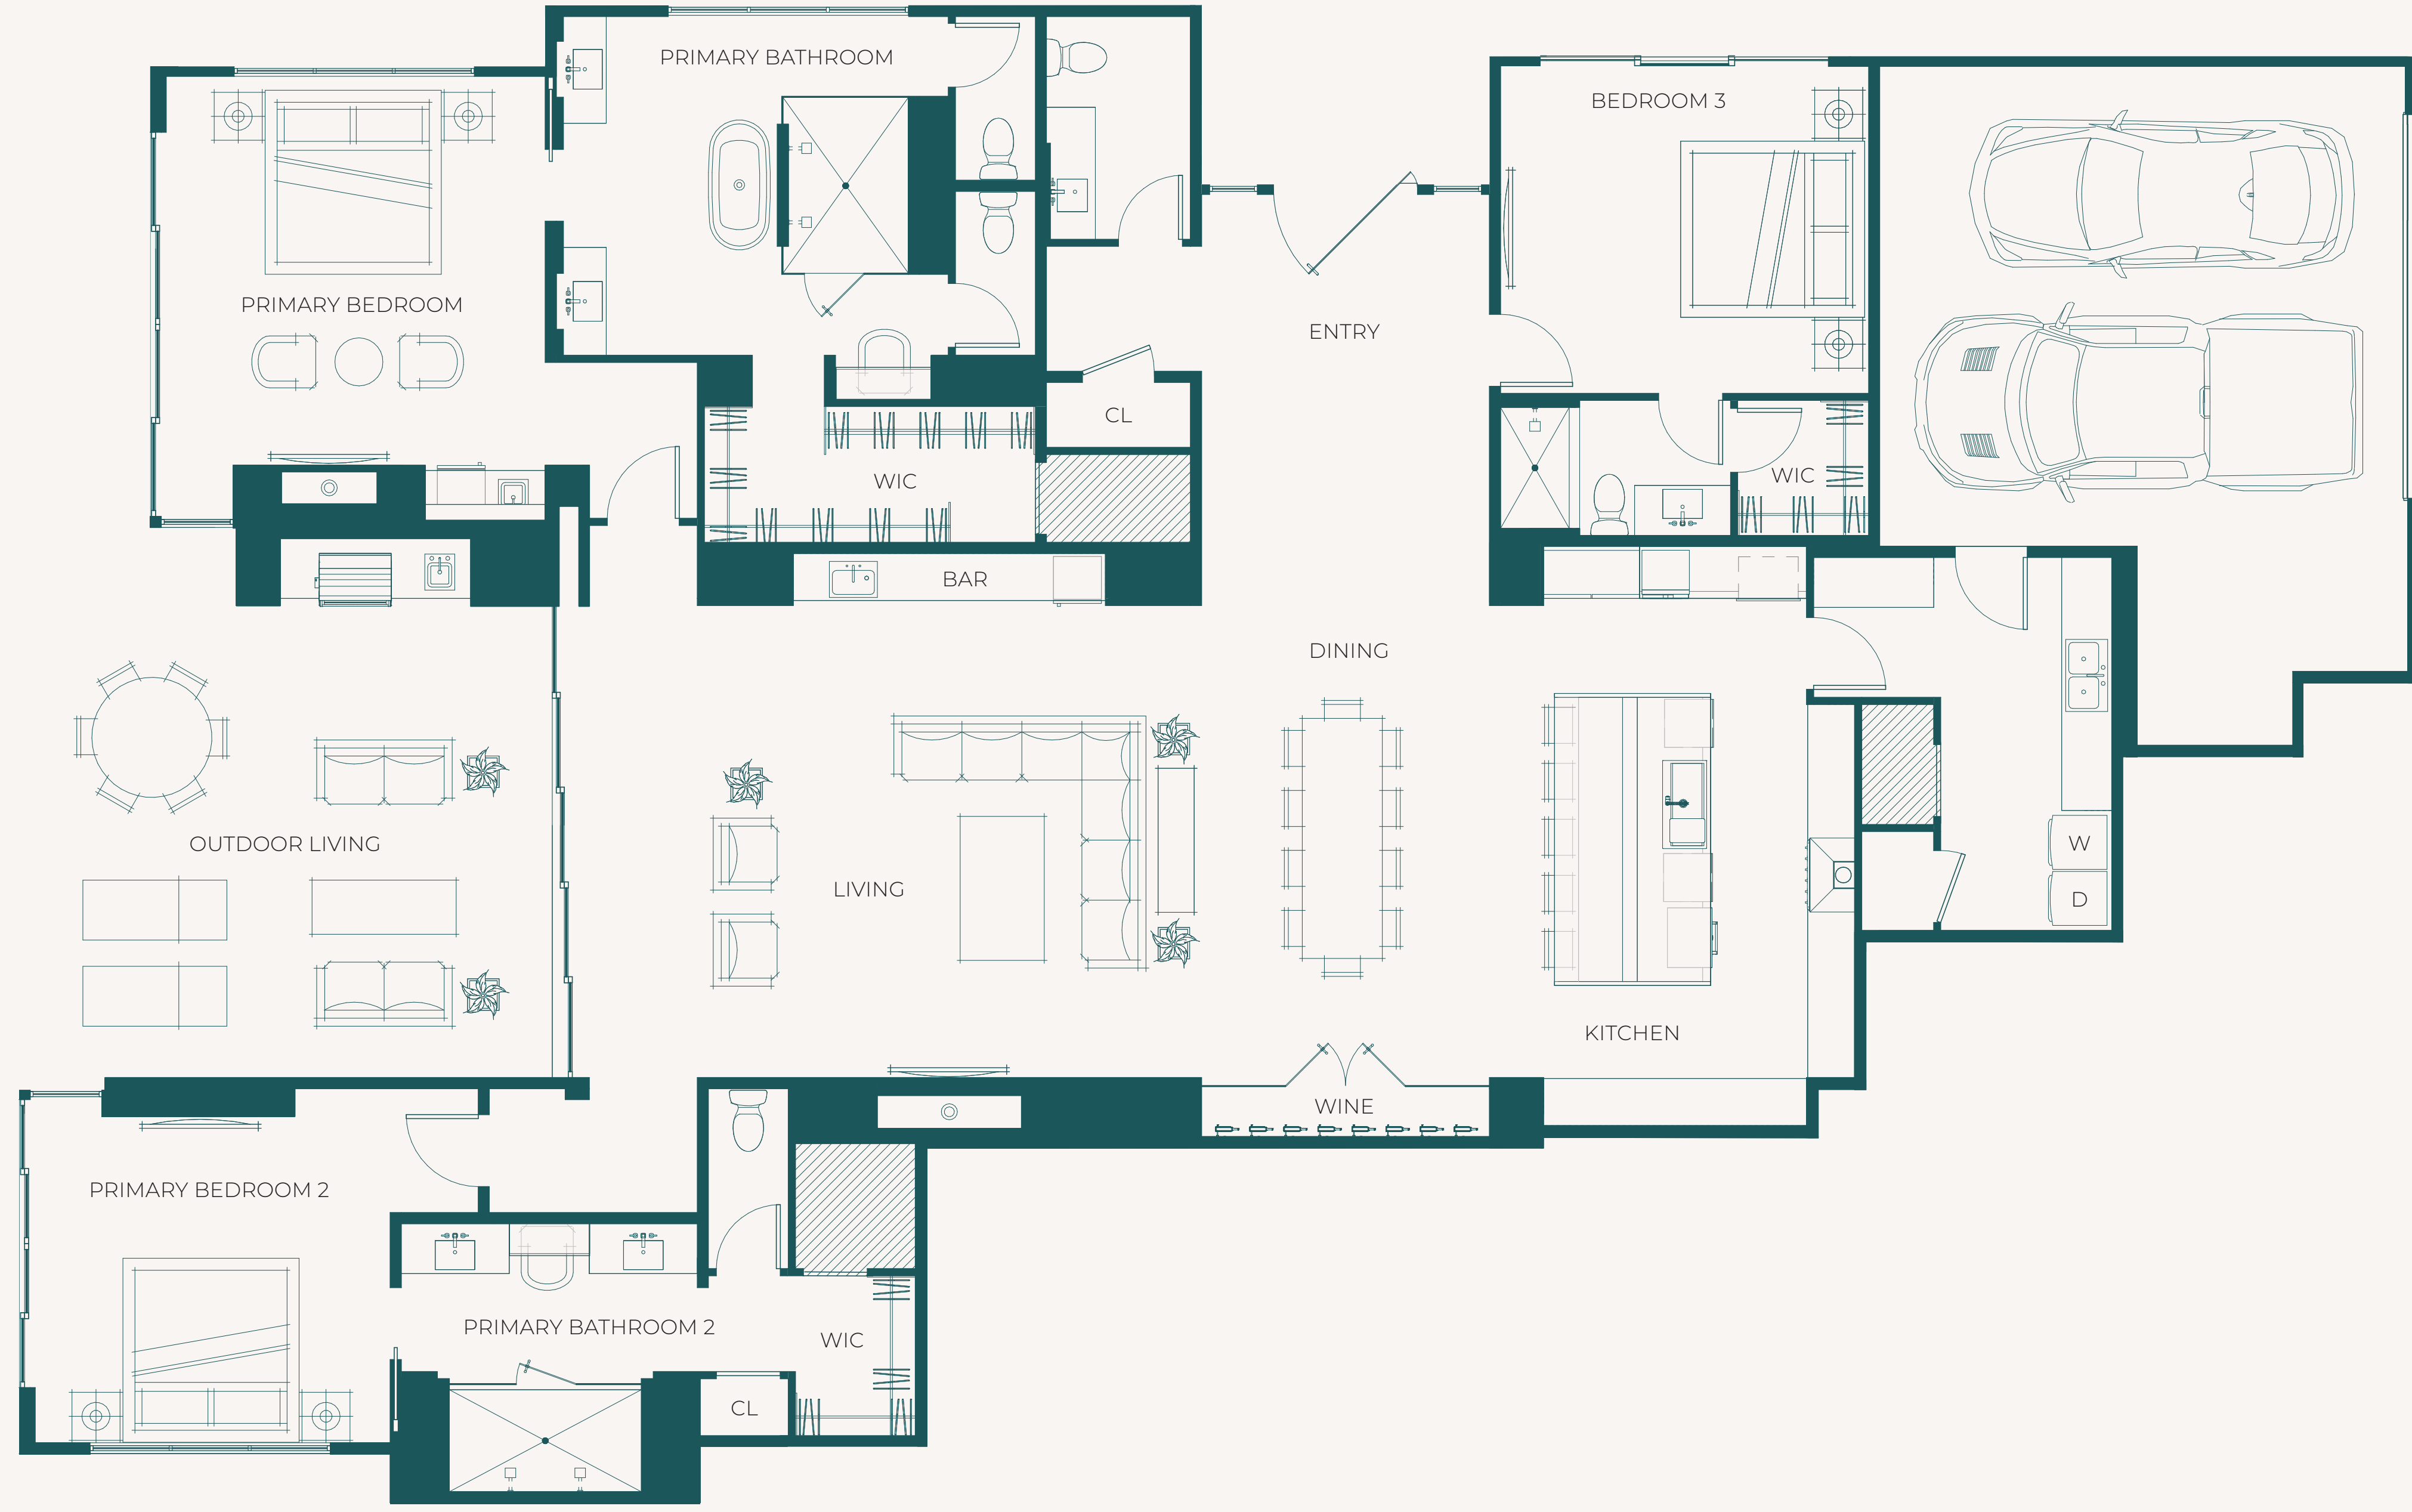 PRIMARY BATHROOM
BEDROOM 3
PRIMARY BEDROOM
ENTRY
CL
WIC
WIC
BAR
DINING
OUTDOOR LIVING
W
LIVING
D
KITCHEN
WINE
PRIMARY BEDROOM 2
PRIMARY BATHROOM 2
WIC
CL